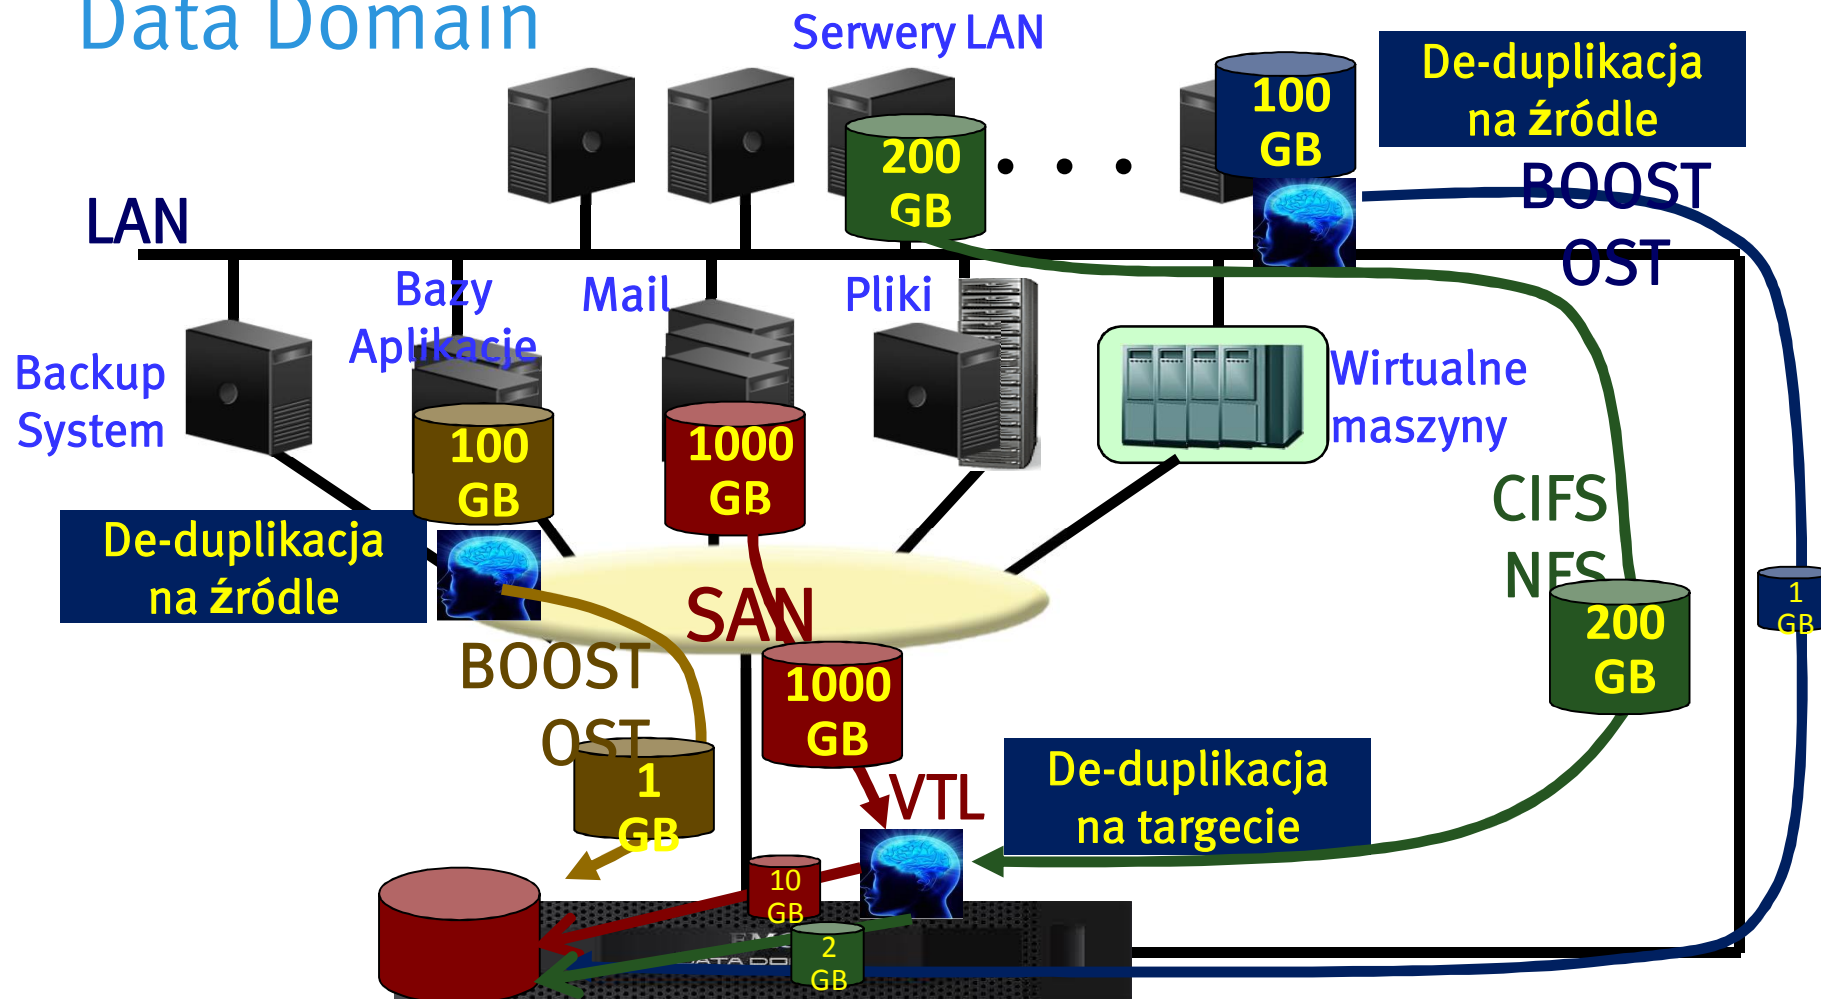 Data Domain
Serwery LAN
De-duplikacja
na źródle
100
GB
200
GB
BOOST
OST
LAN
Bazy
Aplikacje
Mail
Pliki
Backup
System
Wirtualne
maszyny
100
GB
1000
GB
CIFS
NFS
De-duplikacja
na źródle
SAN
1
GB
200
GB
BOOST
OST
1000
GB
1
GB
VTL
De-duplikacja
na targecie
10
GB
2
GB